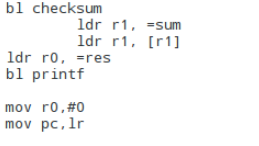 bl checksum
ldr r1, =sum
ldr r1, [r1]
ldr r0, =res
bl printf
mov r0,#0
mov pc,lr